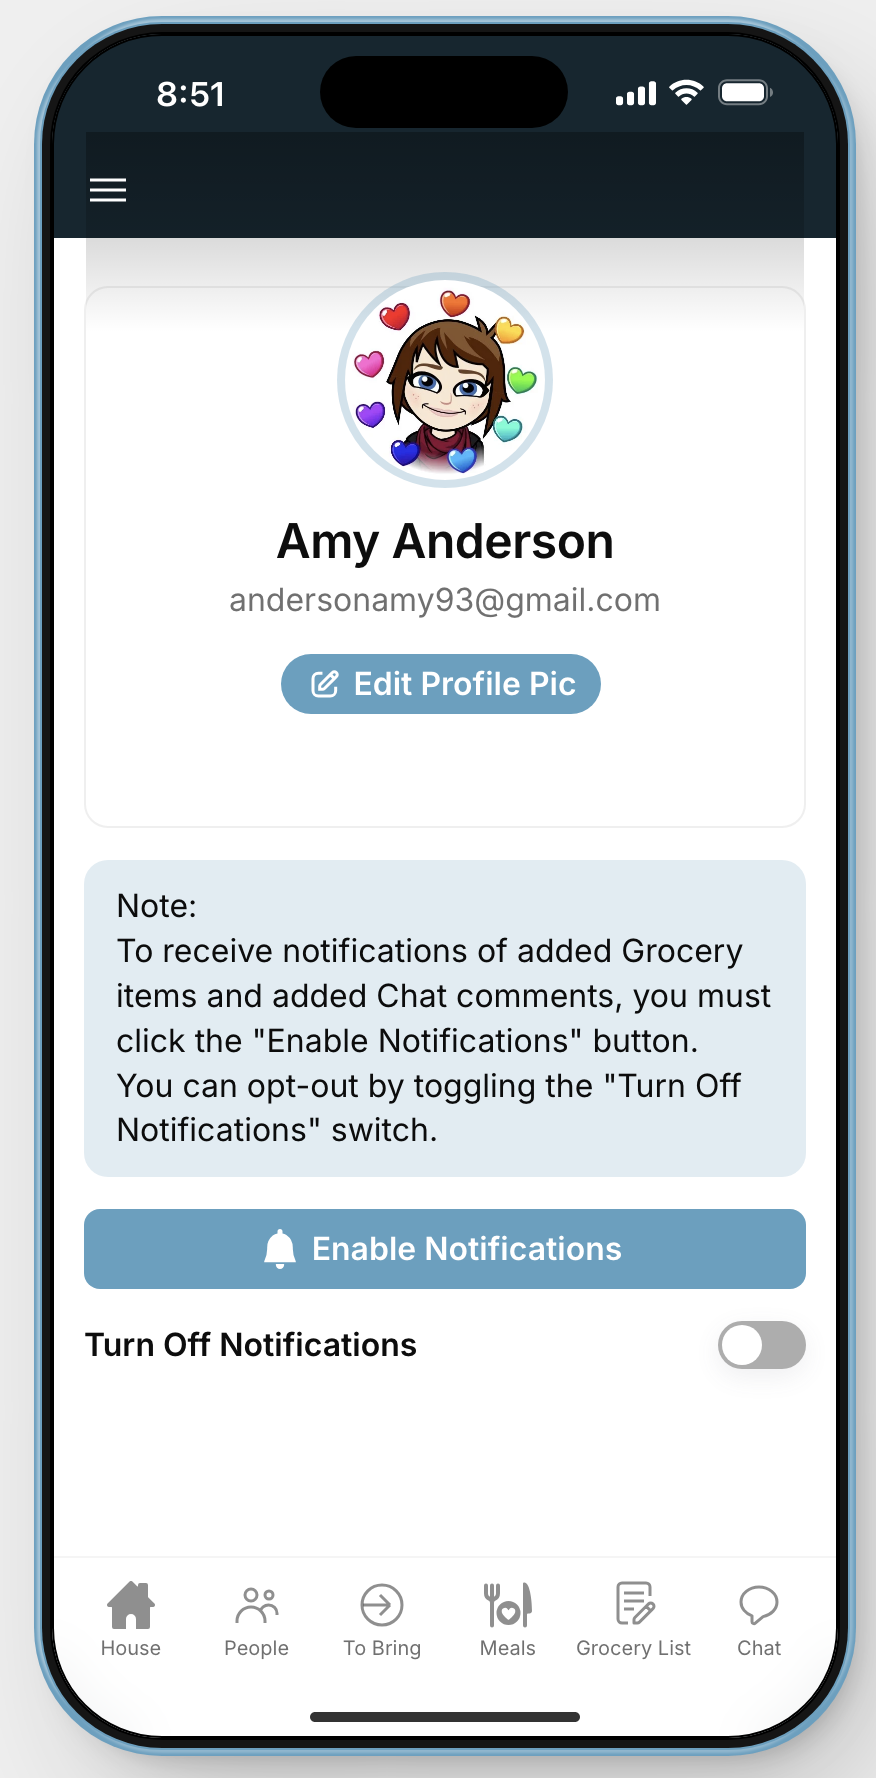 8:51
Amy Anderson
andersonamy93@gmail.com
Edit Profile Pic
Note:
To receive notifications of added Grocery
items and added Chat comments, you must
click the "Enable Notifications" button.
You can opt-out by toggling the "Turn Off
Notifications" switch.
Enable Notifications
Turn Off Notifications
House People To Bring Meals Grocery List Chat